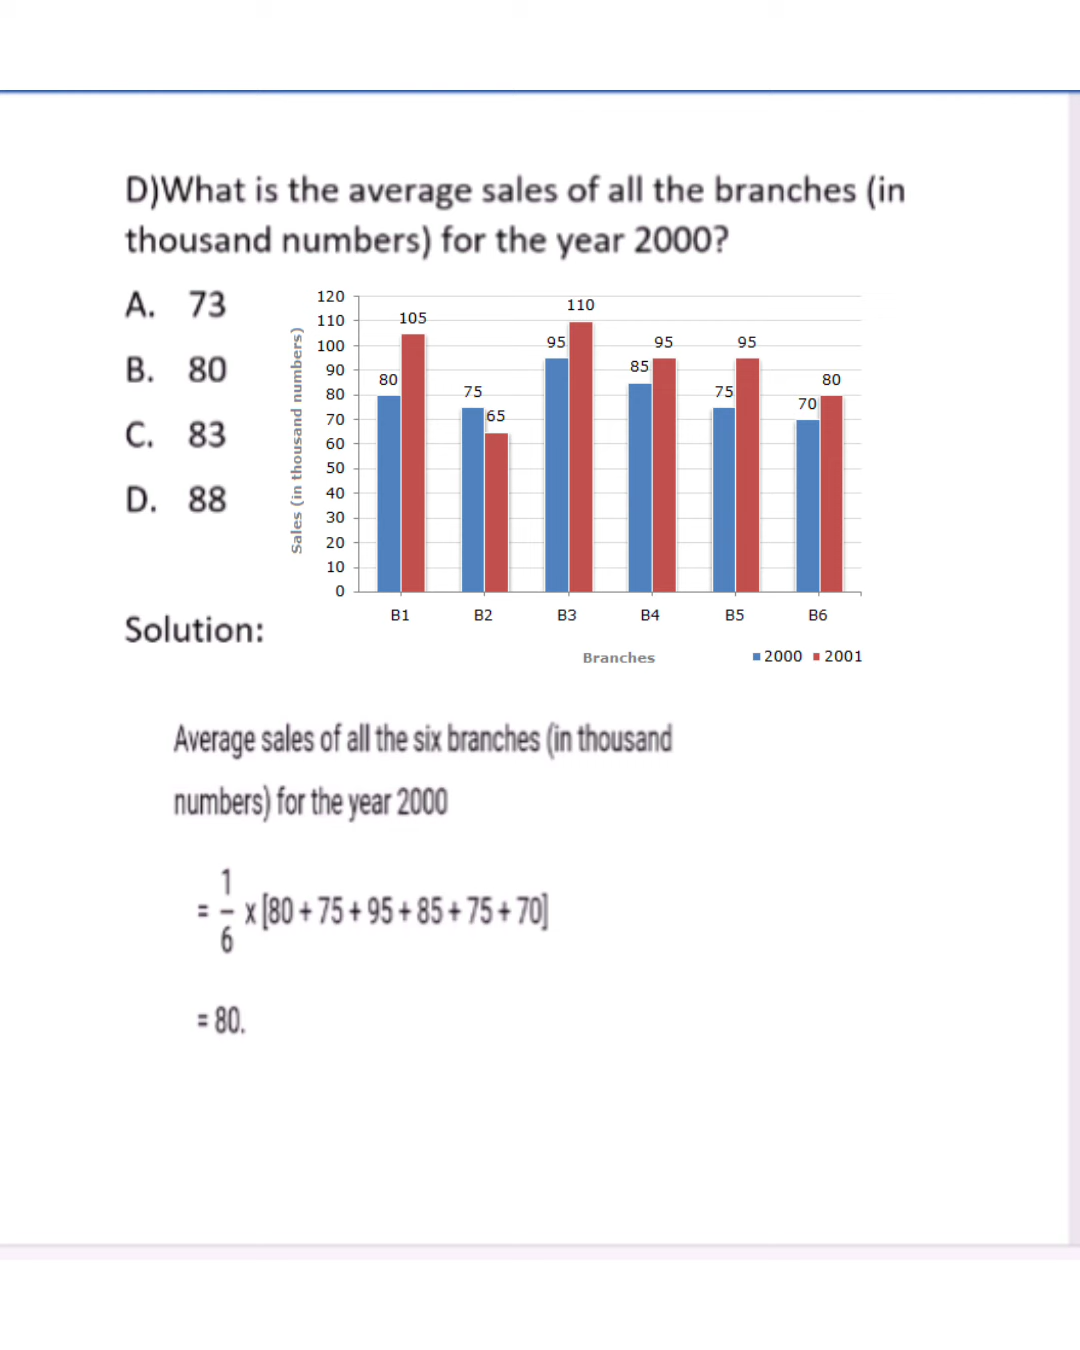 D)What is the average sales of all the branches (in
thousand numbers) for the year 2000?
A. 73
B. 80
C. 83
D. 88
Sales (in thousand numbers)
120
110
100
90
80
70
60
50
40
30
20
10
0
80
105
75
65
95
110
85
95
75
95
70
80
B1 B2 B3 B4 B5 B6
Branches
2000 2001
Solution:
Average sales of all the six branches (in thousand
numbers) for the year 2000
= 1/6 x [80 + 75 + 95 + 85 + 75 + 70]
= 80.